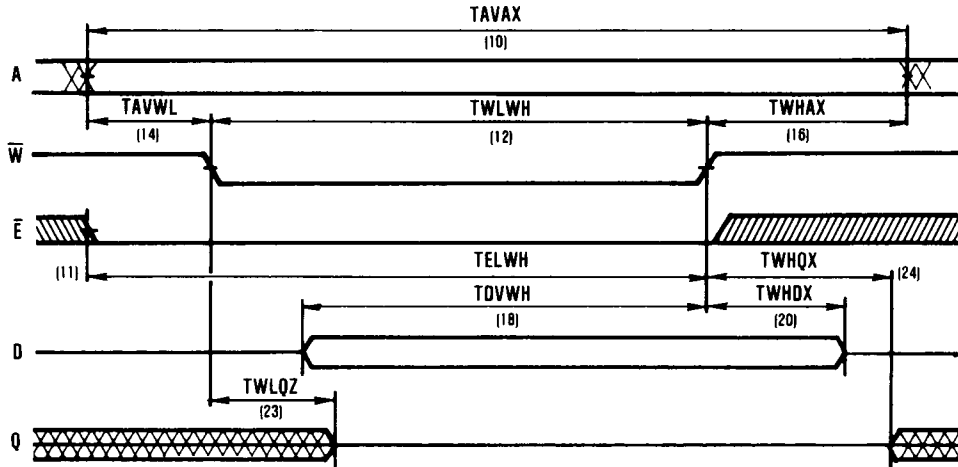 TAVAX
(10)
A
TAVWL TWLWH TWHAX
(14) (12) (16)
W̅
E̅
(11) TELWH TWHQX (24)
TDVWH TWHDX
(18) (20)
D
TWLQZ
(23)
Q